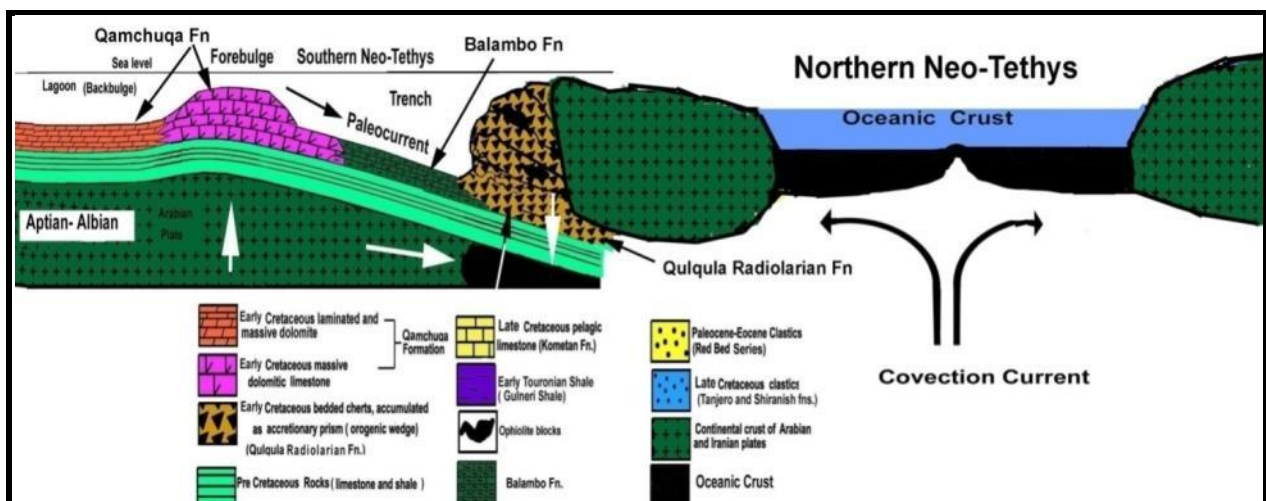 Qamchuqa Fn
Forebulge
Southern Neo-Tethys
Balambo Fn
Sea level
Lagoon (Backbulge)
Trench
Paleocurrent
Northern Neo-Tethys
Oceanic Crust
Aptian- Albian
Arabian
Plate
Qulqula Radiolarian Fn
Covection Current
Early Cretaceous laminated and
massive dolomite
Qamchuqa
Formation
Early Cretaceous massive
dolomitic limestone
Early Cretaceous bedded cherts, accumulated
as accretionary prism ( orogenic wedge)
(Qulqula Radiolarian Fn.)
Pre Cretaceous Rocks (limestone and shale )
Late Cretaceous pelagic
limestone (Kometan Fn.)
Early Touronian Shale
( Gulneri Shale)
Ophiolite blocks
Balambo Fn.
Paleocene-Eocene Clastics
(Red Bed Series)
Late Cretaceous clastics
(Tanjero and Shiranish fns.)
Continental crust of Arabian
and Iranian plates
Oceanic Crust